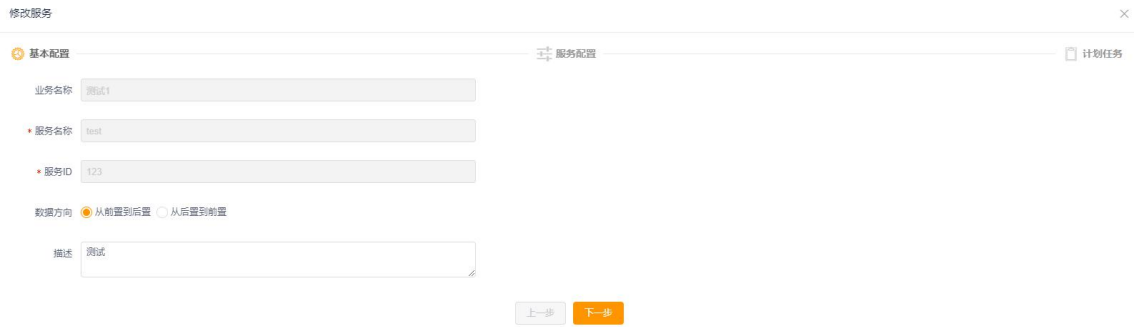 修改服务
基本配置 服务配置 计划任务
业务名称 测试1
* 服务名称 test
* 服务ID 123
数据方向 从前置到后置 从后置到前置
描述 测试
上一步 下一步